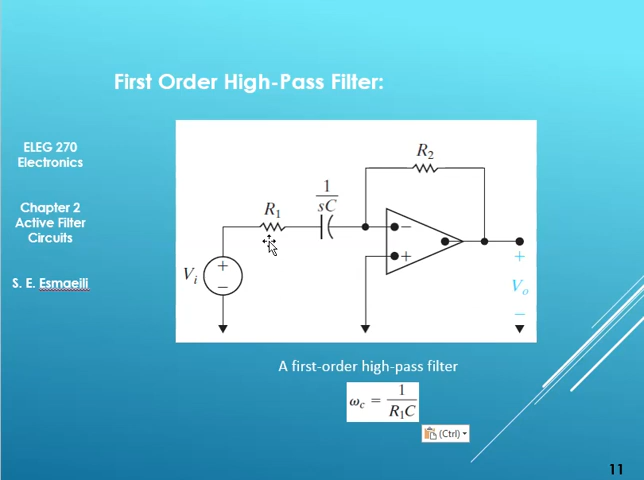 First Order High-Pass Filter:
ELEG 270
Electronics
Chapter 2
Active Filter
Circuits
S. E. Esmaeili
R₂
1
sC
R₁
−
+
Vᵢ
+
−
+
Vₒ
−
A first-order high-pass filter
ω_c = 1 / R₁C
(Ctrl)
11